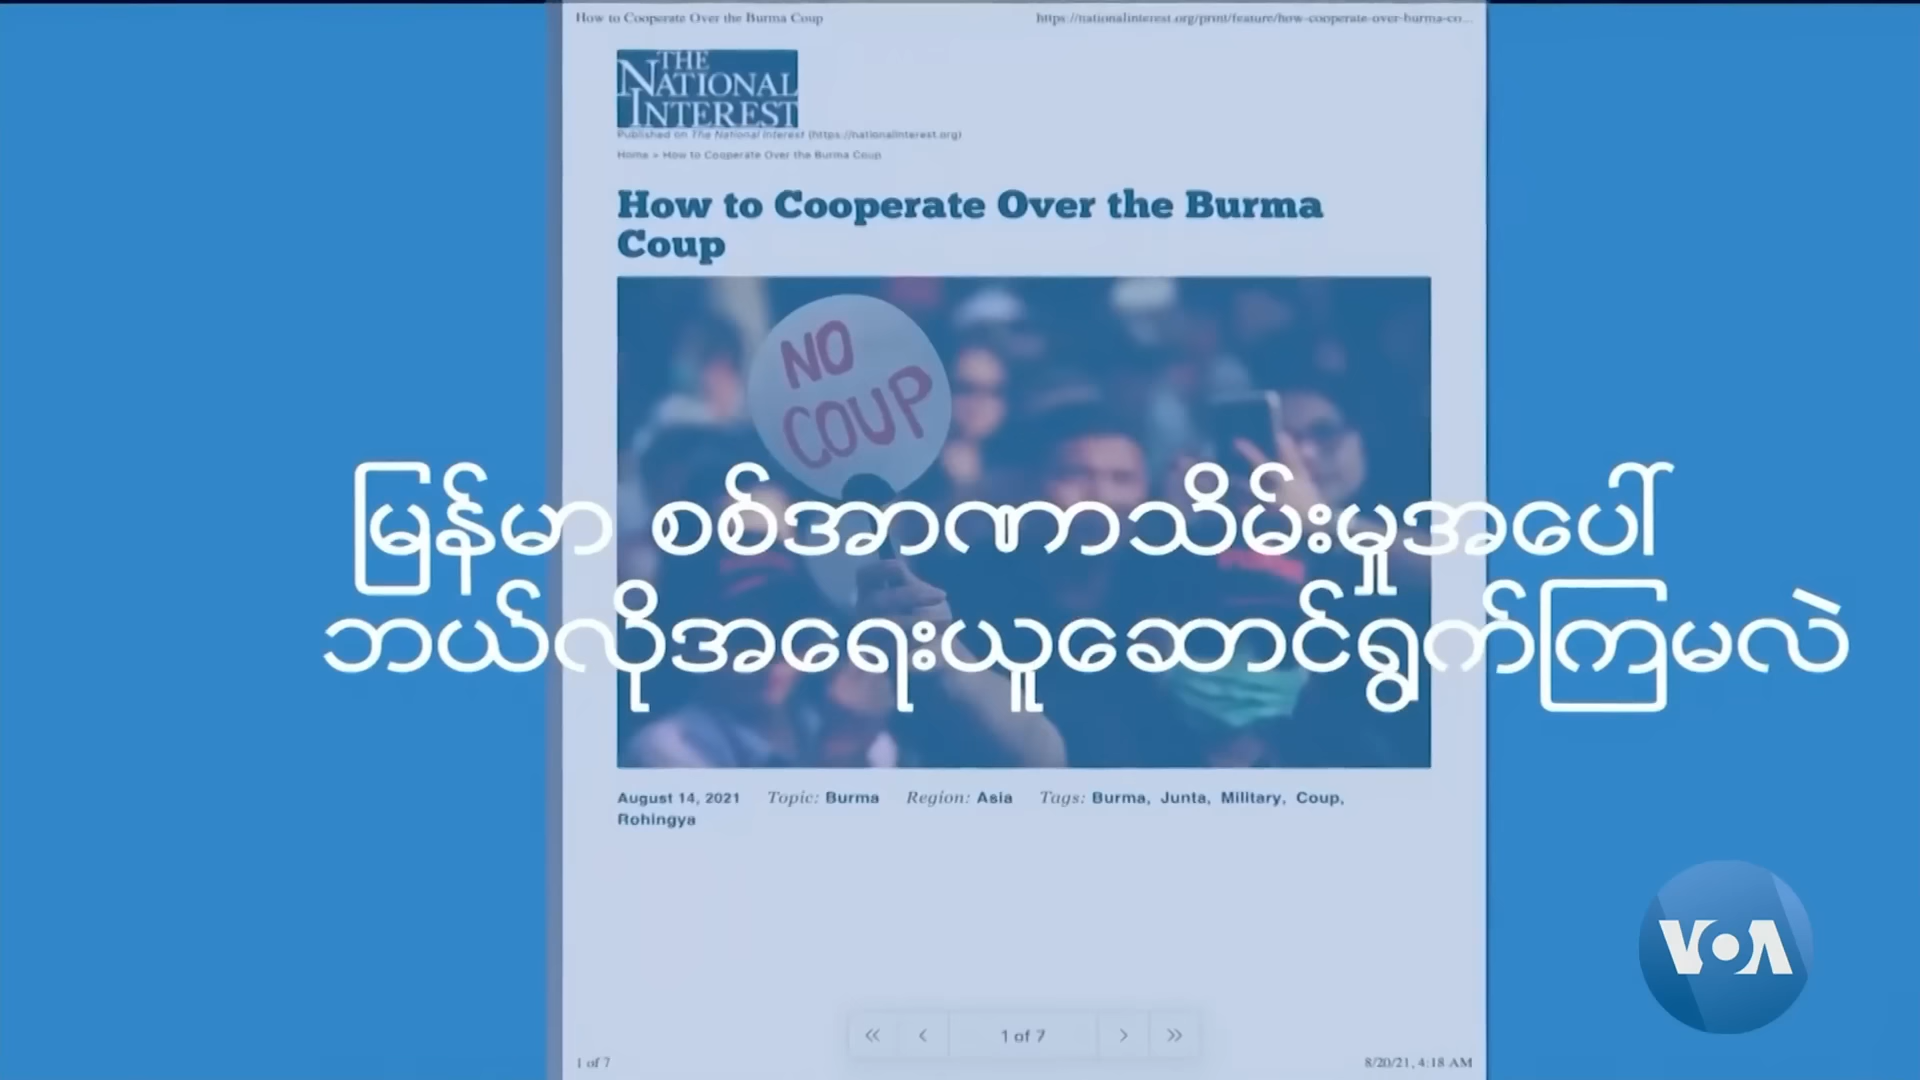 How to Cooperate Over the Burma Coup
https://nationalinterest.org/print/feature/how-cooperate-over-burma-co...
THE
NATIONAL
INTEREST
Published on The National Interest (https://nationalinterest.org)
Home > How to Cooperate Over the Burma Coup
How to Cooperate Over the Burma
Coup
NO
COUP
မြန်မာ စစ်အာဏာသိမ်းမှုအပေါ်
ဘယ်လိုအရေးယူဆောင်ရွက်ကြမလဲ
August 14, 2021 Topic: Burma Region: Asia Tags: Burma, Junta, Military, Coup,
Rohingya
VOA
« ‹ 1 of 7 › »
1 of 7
8/20/21, 4:18 AM